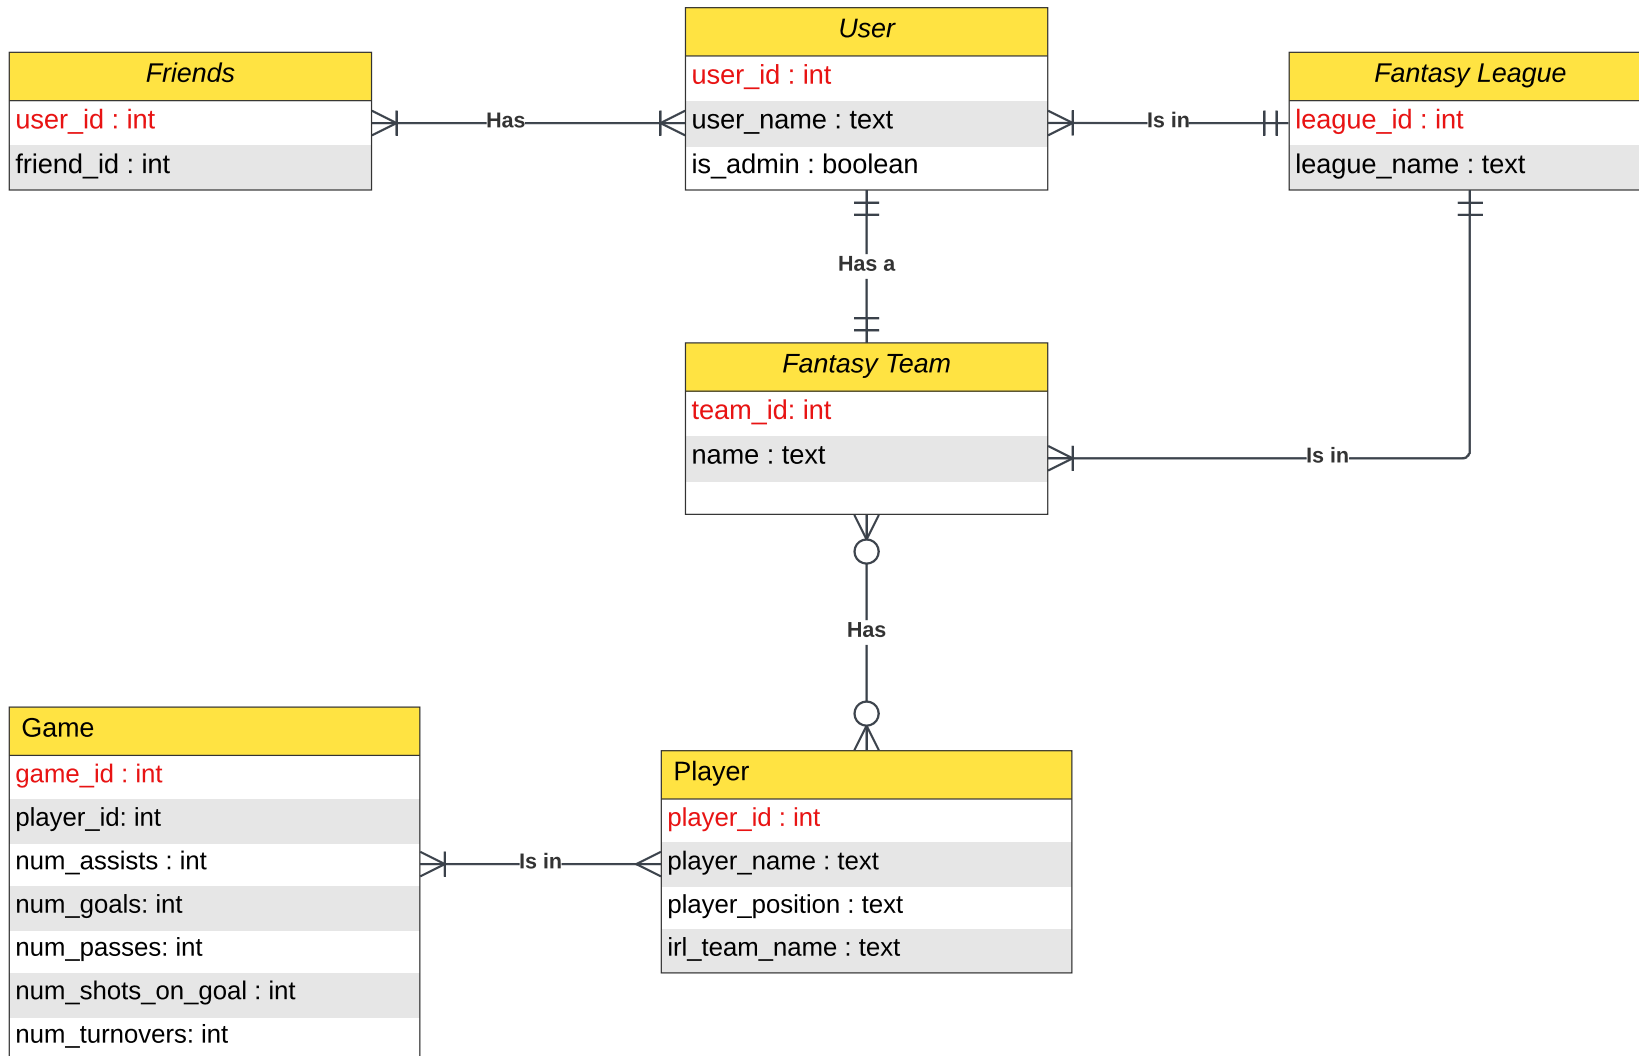 User
user_id : int
user_name : text
is_admin : boolean
Friends
user_id : int
friend_id : int
Has
Is in
Fantasy League
league_id : int
league_name : text
Has a
Fantasy Team
team_id: int
name : text
Is in
Has
Game
game_id : int
player_id: int
num_assists : int
num_goals: int
num_passes: int
num_shots_on_goal : int
num_turnovers: int
Is in
Player
player_id : int
player_name : text
player_position : text
irl_team_name : text